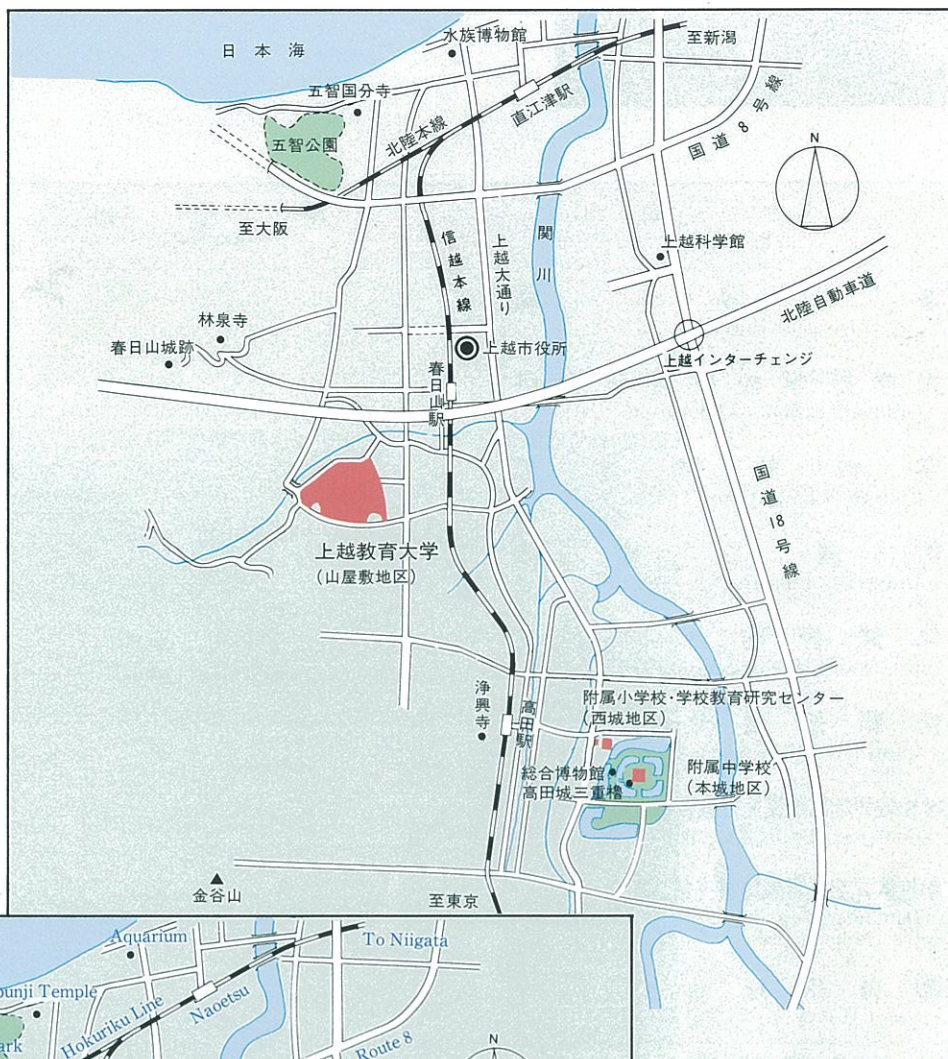 日本海
水族博物館
至新潟
五智国分寺
直江津駅
五智公園
北陸本線
国道8号線
N
至大阪
信越本線
上越大通り
関川
上越科学館
北陸自動車道
林泉寺
春日山城跡
上越市役所
上越インターチェンジ
春日山駅
国道18号線
上越教育大学
(山屋敷地区)
浄興寺
高田駅
附属小学校・学校教育研究センター
(西城地区)
総合博物館
高田城三重櫓
附属中学校
(本城地区)
金谷山
至東京
Aquarium
To Niigata
bunji Temple
Hokuriku Line
Naoetsu
ark
Route 8
N